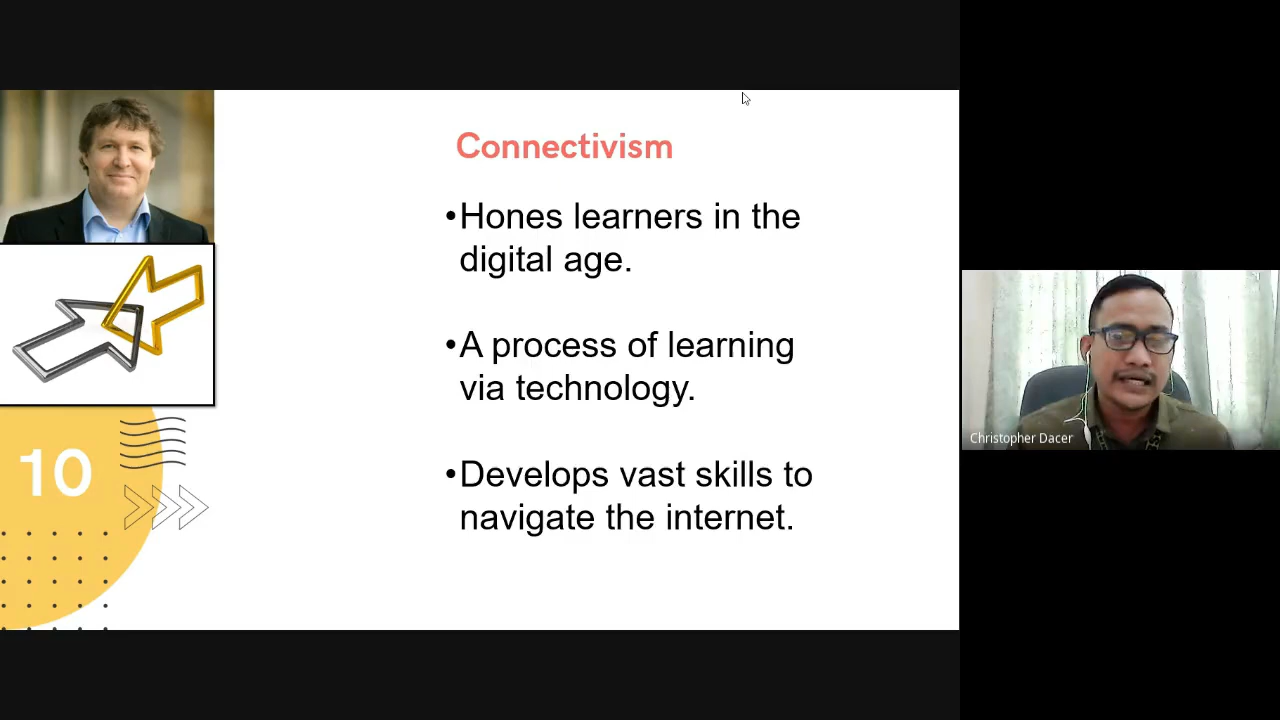 Connectivism
•Hones learners in the
digital age.
•A process of learning
via technology.
•Develops vast skills to
navigate the internet.
10
Christopher Dacer